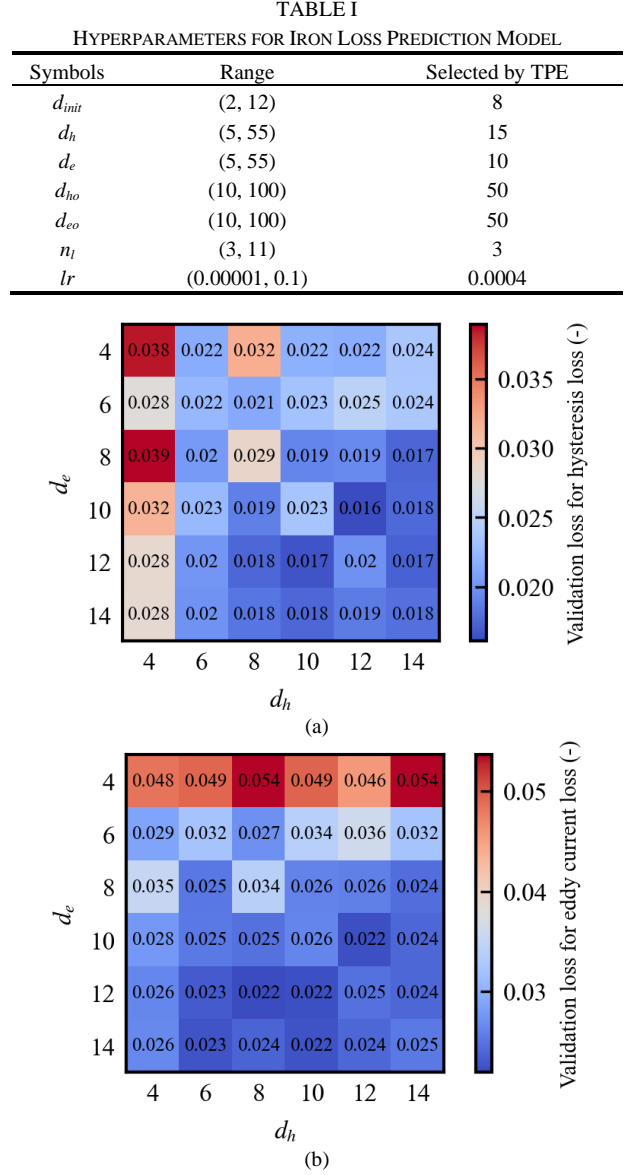 TABLE I
HYPERPARAMETERS FOR IRON LOSS PREDICTION MODEL
Symbols Range Selected by TPE
d_init (2, 12) 8
d_h (5, 55) 15
d_e (5, 55) 10
d_ho (10, 100) 50
d_eo (10, 100) 50
n_l (3, 11) 3
lr (0.00001, 0.1) 0.0004
4 0.038 0.022 0.032 0.022 0.022 0.024
6 0.028 0.022 0.021 0.023 0.025 0.024
8 0.039 0.02 0.029 0.019 0.019 0.017
10 0.032 0.023 0.019 0.023 0.016 0.018
12 0.028 0.02 0.018 0.017 0.02 0.017
14 0.028 0.02 0.018 0.018 0.019 0.018
4 6 8 10 12 14
d_e
d_h
0.035
0.030
0.025
0.020
Validation loss for hysteresis loss (-)
(a)
4 0.048 0.049 0.054 0.049 0.046 0.054
6 0.029 0.032 0.027 0.034 0.036 0.032
8 0.035 0.025 0.034 0.026 0.026 0.024
10 0.028 0.025 0.025 0.026 0.022 0.024
12 0.026 0.023 0.022 0.022 0.025 0.024
14 0.026 0.023 0.024 0.022 0.024 0.025
4 6 8 10 12 14
d_e
d_h
0.05
0.04
0.03
Validation loss for eddy current loss (-)
(b)